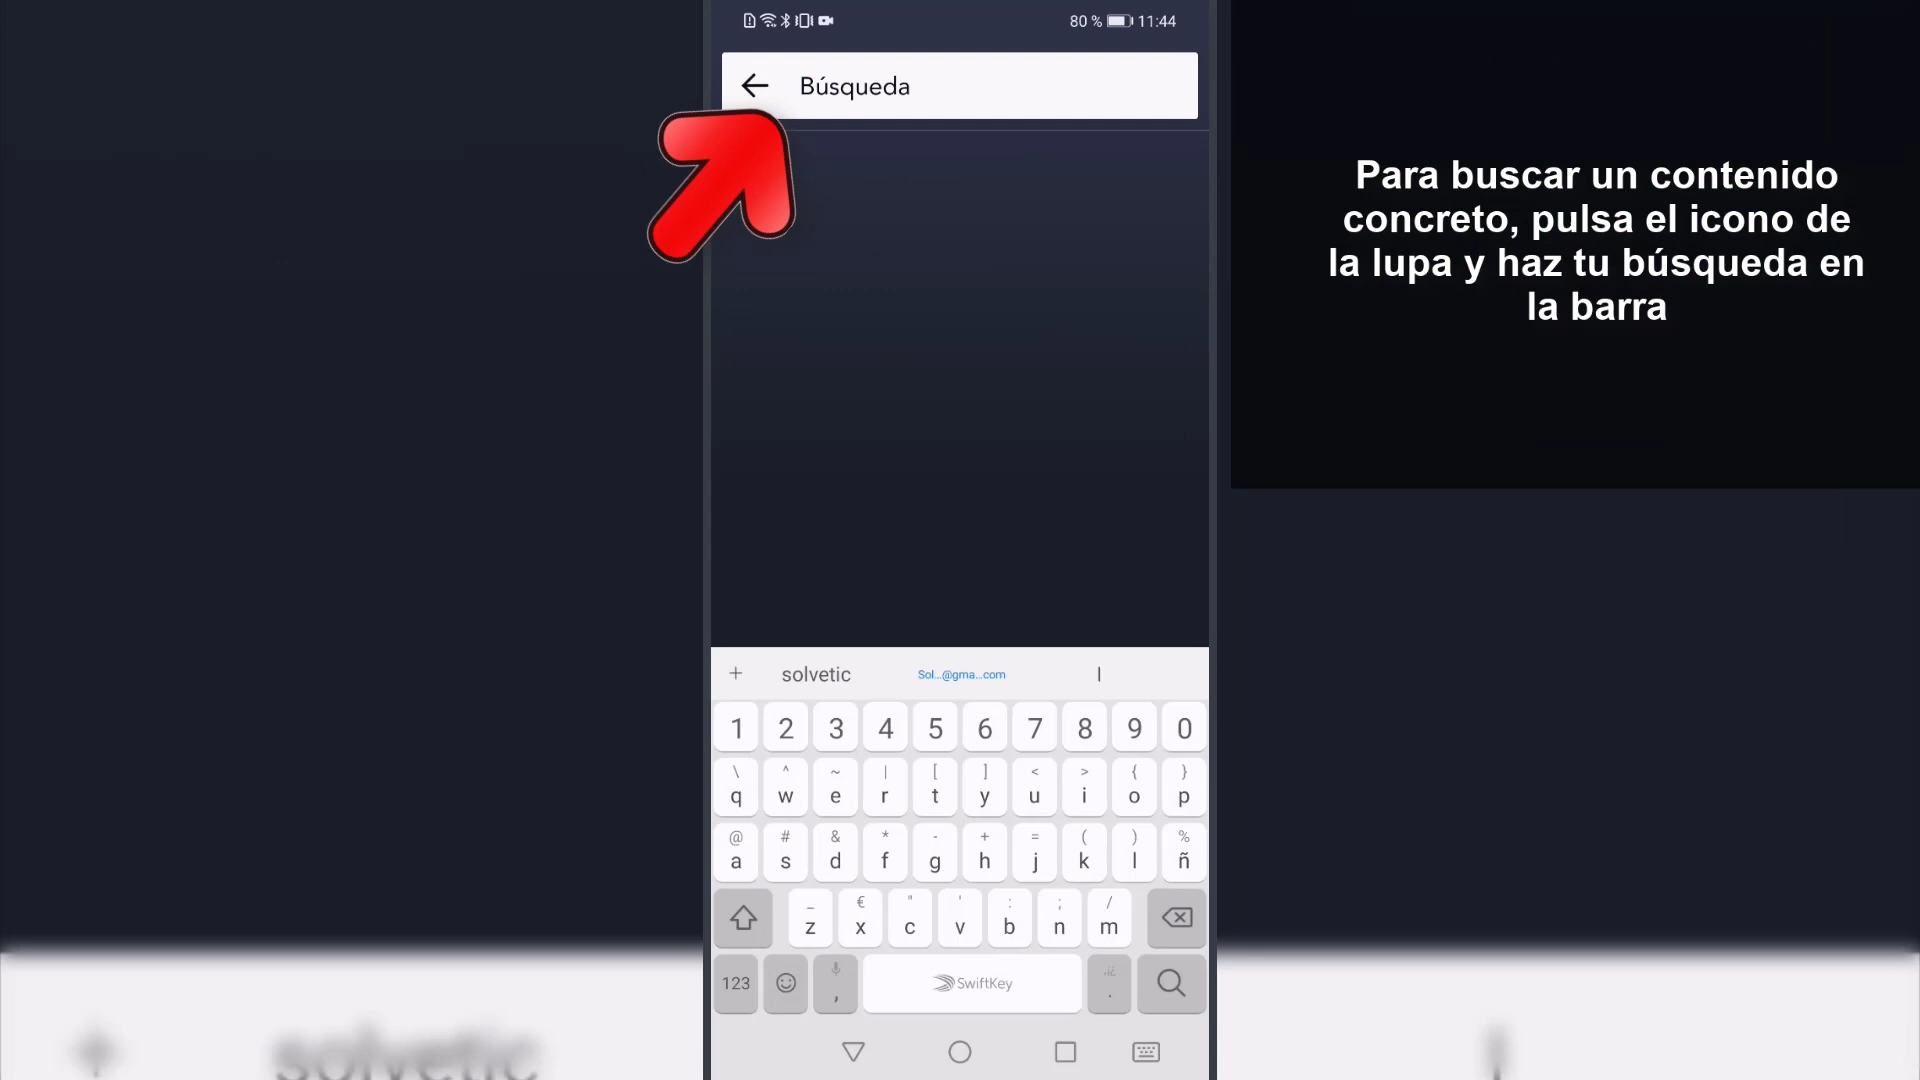 80 % 11:44
Búsqueda
Para buscar un contenido
concreto, pulsa el icono de
la lupa y haz tu búsqueda en
la barra
+ solvetic Sol...@gma...com I
1 2 3 4 5 6 7 8 9 0
\ ^ ~ | [ ] < > { }
q w e r t y u i o p
@ # & * - + = ( ) %
a s d f g h j k l ñ
_ € " ' : ; /
z x c v b n m
123 , SwiftKey .
solvetic